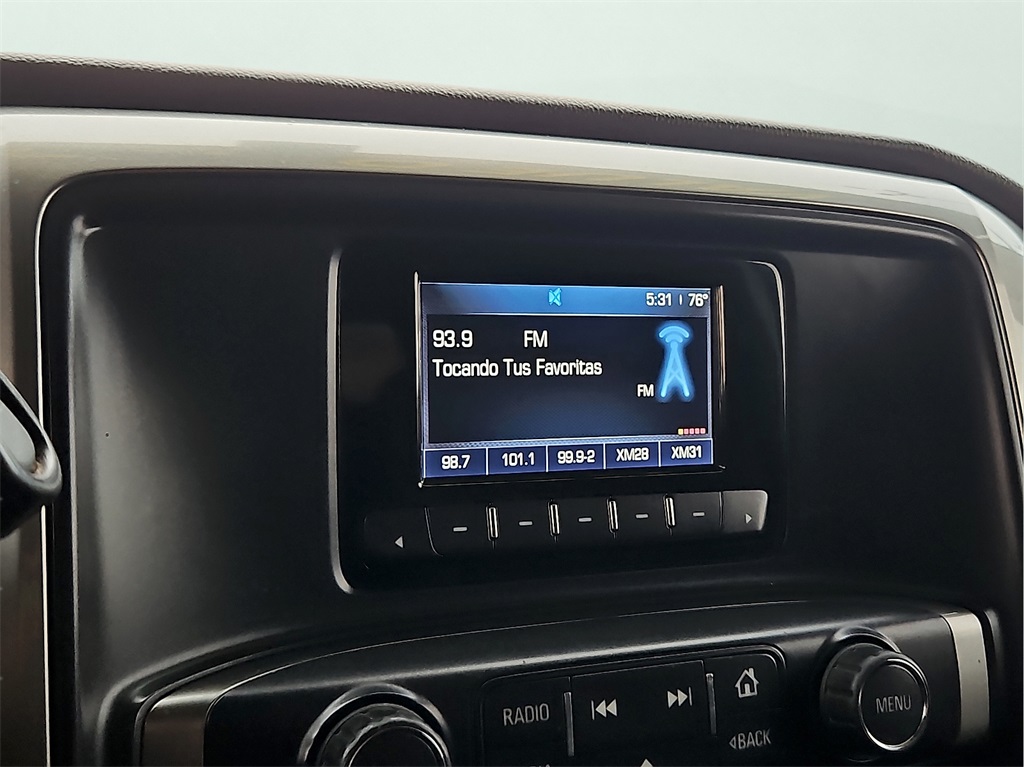 5:31 76°
93.9 FM
Tocando Tus Favoritas
FM
98.7 101.1 99.9-2 XM28 XM31
RADIO
MENU
BACK